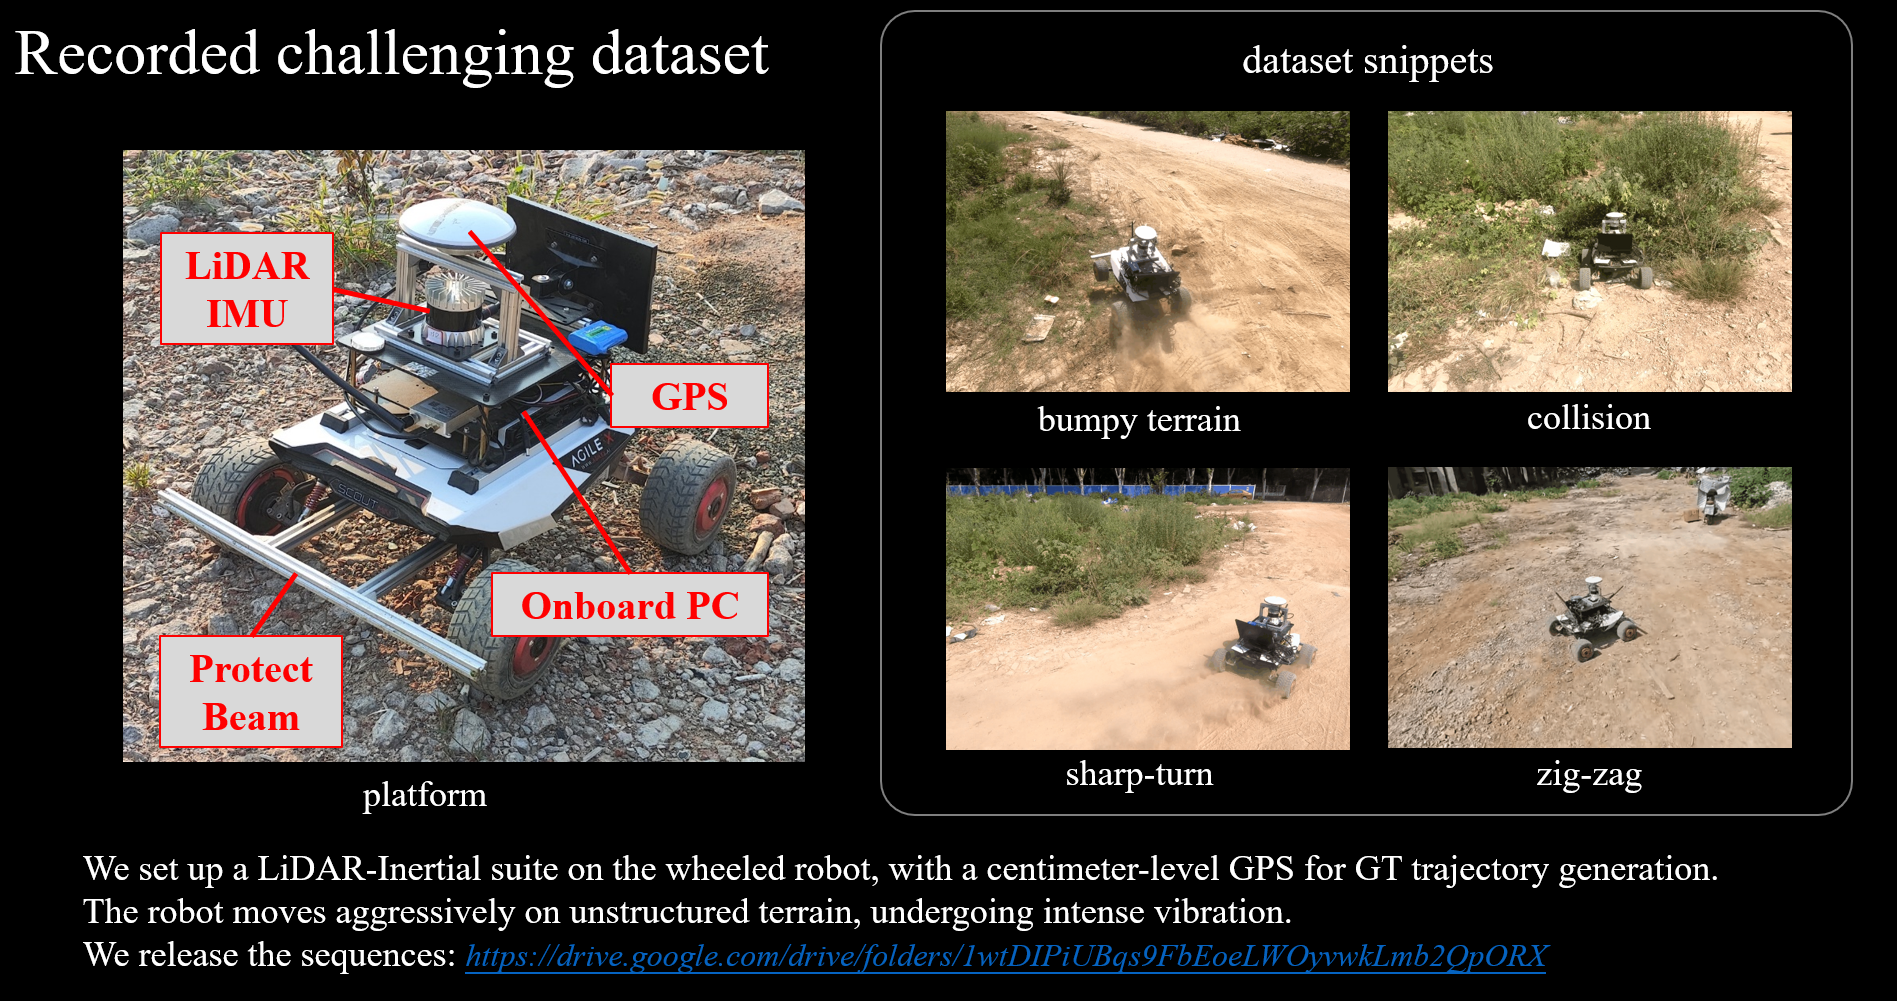 Recorded challenging dataset
LiDAR
IMU
GPS
AGILE X
SCOUT
Onboard PC
Protect
Beam
platform
dataset snippets
bumpy terrain
collision
sharp-turn
zig-zag
We set up a LiDAR-Inertial suite on the wheeled robot, with a centimeter-level GPS for GT trajectory generation.
The robot moves aggressively on unstructured terrain, undergoing intense vibration.
We release the sequences: https://drive.google.com/drive/folders/1wtDIPiUBqs9FbEoeLWOyvwkLmb2QpORX